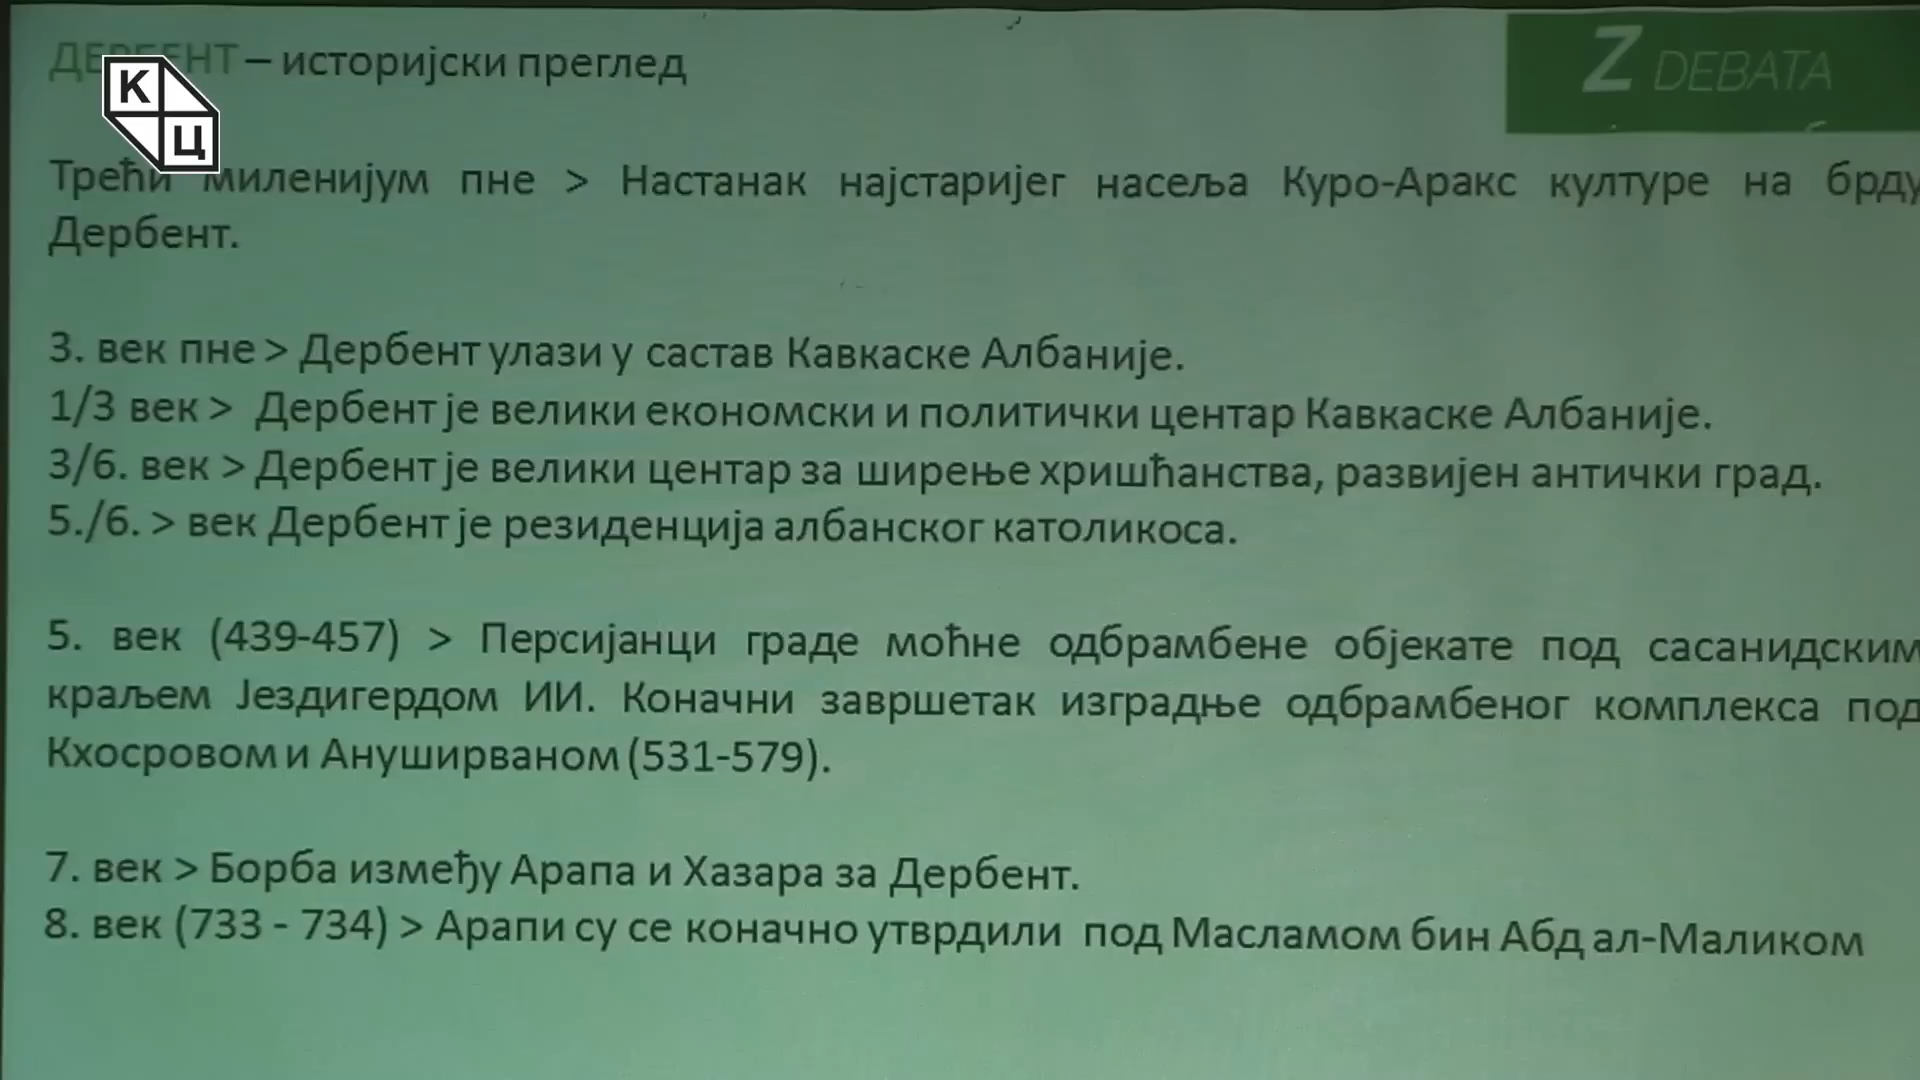 ДЕРБЕНТ – историјски преглед
Z DEBATA
К
Ц
Трећи миленијум пне > Настанак најстаријег насеља Куро-Аракс културе на брду
Дербент.
3. век пне > Дербент улази у састав Кавкаске Албаније.
1/3 век > Дербент је велики економски и политички центар Кавкаске Албаније.
3/6. век > Дербент је велики центар за ширење хришћанства, развијен антички град.
5./6. > век Дербент је резиденција албанског католикоса.
5. век (439-457) > Персијанци граде моћне одбрамбене објекате под сасанидским
краљем Јездигердом ИИ. Коначни завршетак изградње одбрамбеног комплекса под
Кхосровом и Ануширваном (531-579).
7. век > Борба између Арапа и Хазара за Дербент.
8. век (733 - 734) > Арапи су се коначно утврдили под Масламом бин Абд ал-Маликом